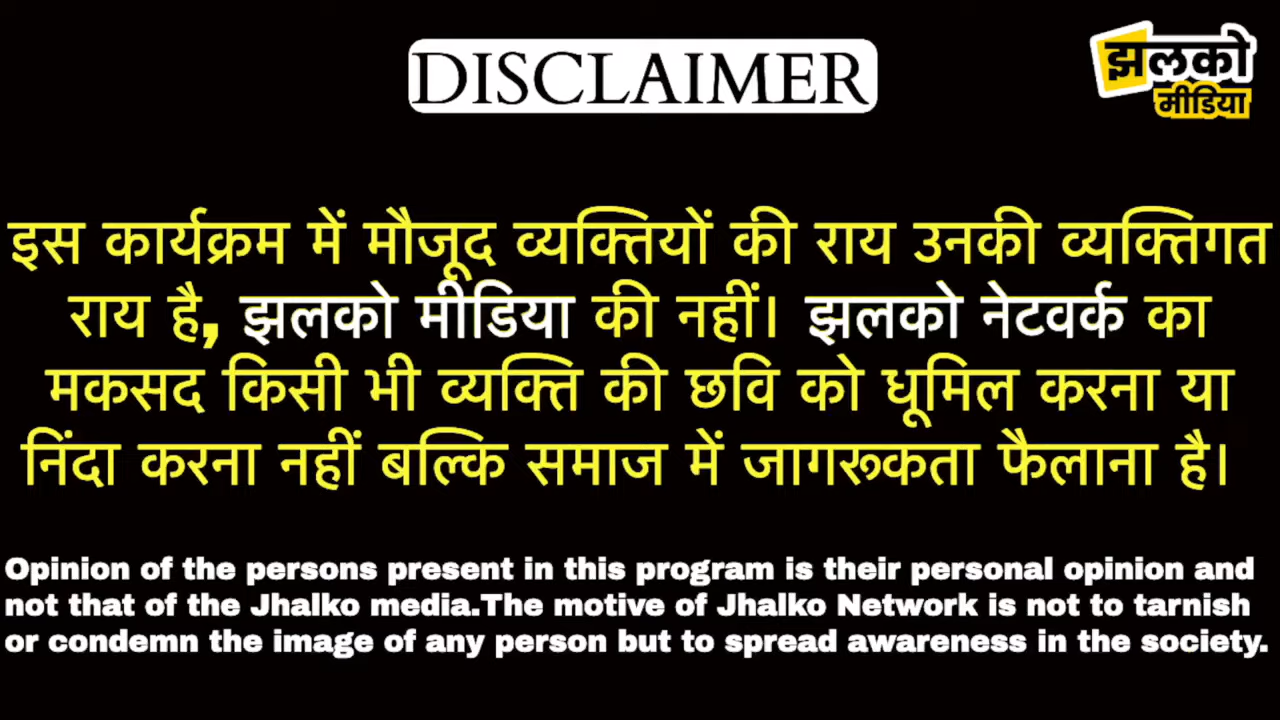 DISCLAIMER
झलको
मीडिया
इस कार्यक्रम में मौजूद व्यक्तियों की राय उनकी व्यक्तिगत
राय है, झलको मीडिया की नहीं। झलको नेटवर्क का
मकसद किसी भी व्यक्ति की छवि को धूमिल करना या
निंदा करना नहीं बल्कि समाज में जागरूकता फैलाना है।
Opinion of the persons present in this program is their personal opinion and
not that of the Jhalko media.The motive of Jhalko Network is not to tarnish
or condemn the image of any person but to spread awareness in the society.